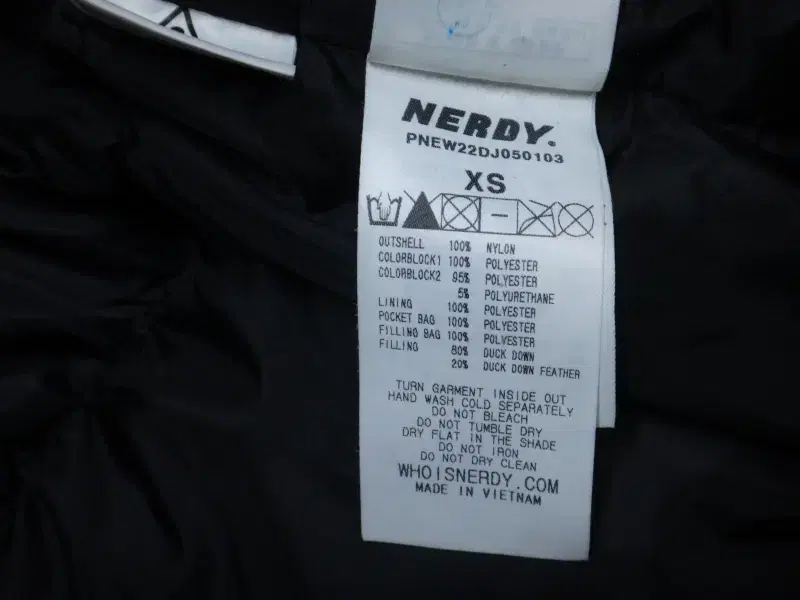 NERDY.
PNEW22DJ050103
XS
OUTSHELL 100% NYLON
COLORBLOCK1 100% POLYESTER
COLORBLOCK2 95% POLYESTER
5% POLYURETHANE
LINING 100% POLYESTER
POCKET BAG 100% POLYESTER
FILLING BAG 100% POLYESTER
FILLING 80% DUCK DOWN
20% DUCK DOWN FEATHER
TURN GARMENT INSIDE OUT
HAND WASH COLD SEPARATELY
DO NOT BLEACH
DO NOT TUMBLE DRY
DRY FLAT IN THE SHADE
DO NOT IRON
DO NOT DRY CLEAN
WHOISNERDY.COM
MADE IN VIETNAM